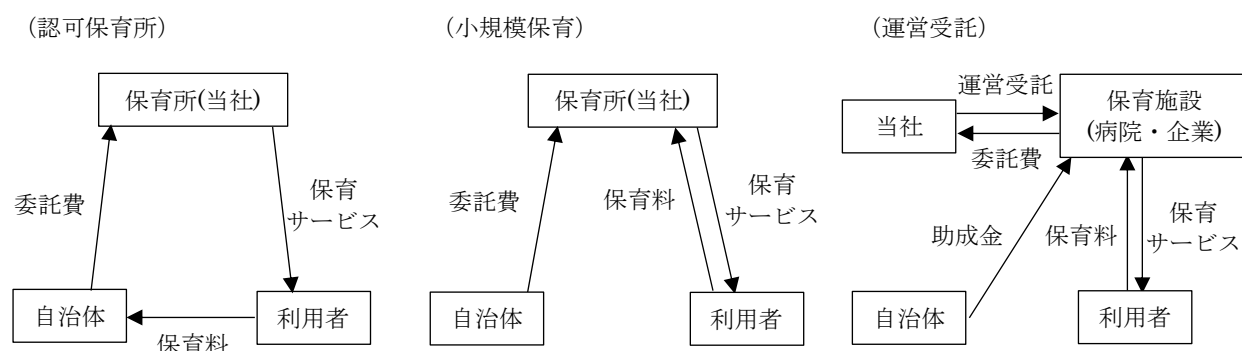 (認可保育所)
保育所(当社)
委託費
保育
サービス
自治体
利用者
保育料
(小規模保育)
保育所(当社)
委託費
保育料
保育
サービス
自治体
利用者
(運営受託)
運営受託
当社
保育施設
(病院・企業)
委託費
助成金
保育料
保育
サービス
自治体
利用者